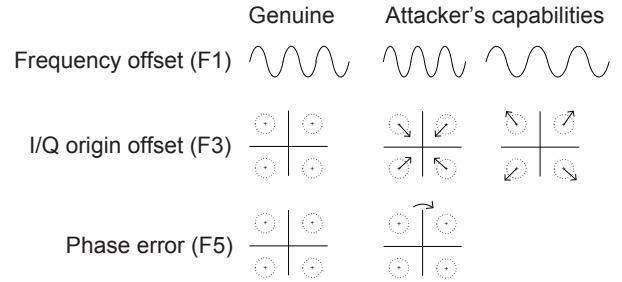 Genuine Attacker's capabilities
Frequency offset (F1)
I/Q origin offset (F3)
Phase error (F5)